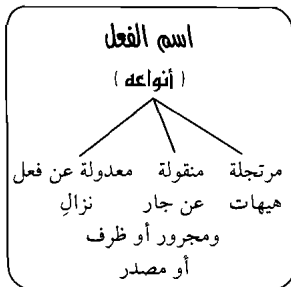 اسم الفعل
( أنواعه )
مرتجلة منقولة معدولة عن فعل
هيهات عن جار نزالِ
ومجرور أو ظرف
أو مصدر